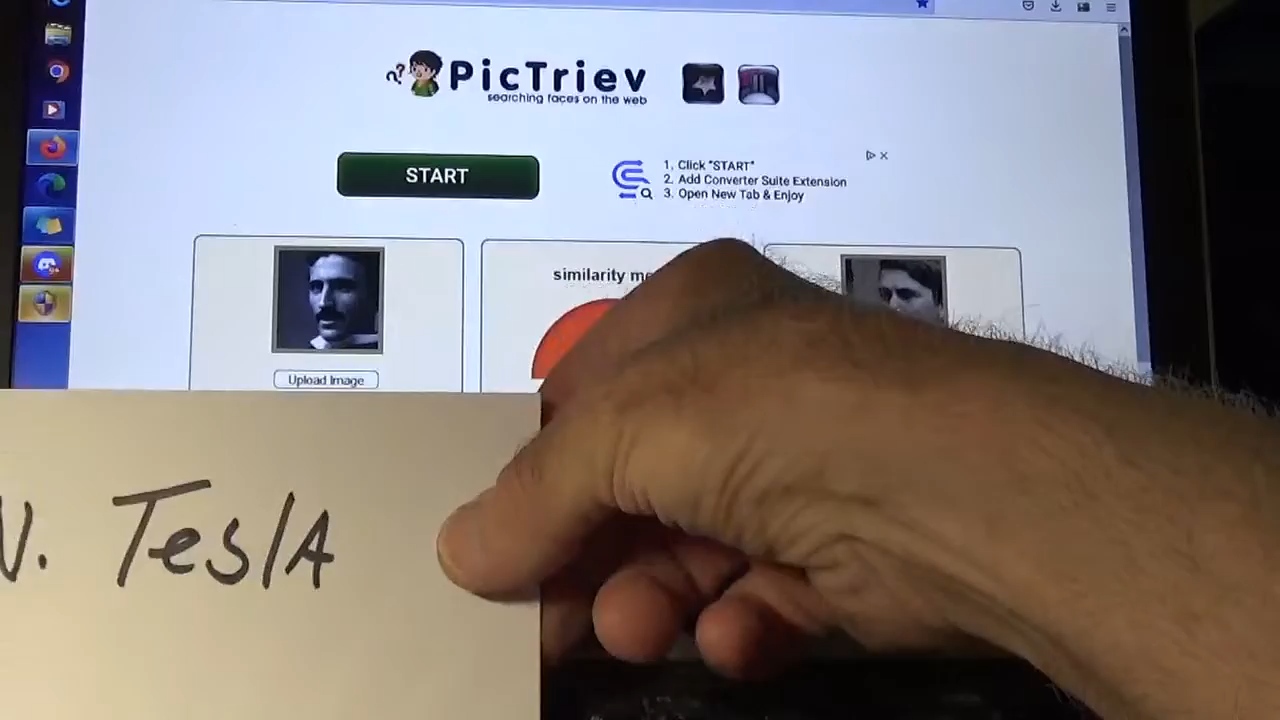 PicTriev
searching faces on the web
START
1, Click "START"
2. Add Converter Suite Extension
3. Open New Tab & Enjoy
similarity me
Upload Image
N. TeslA